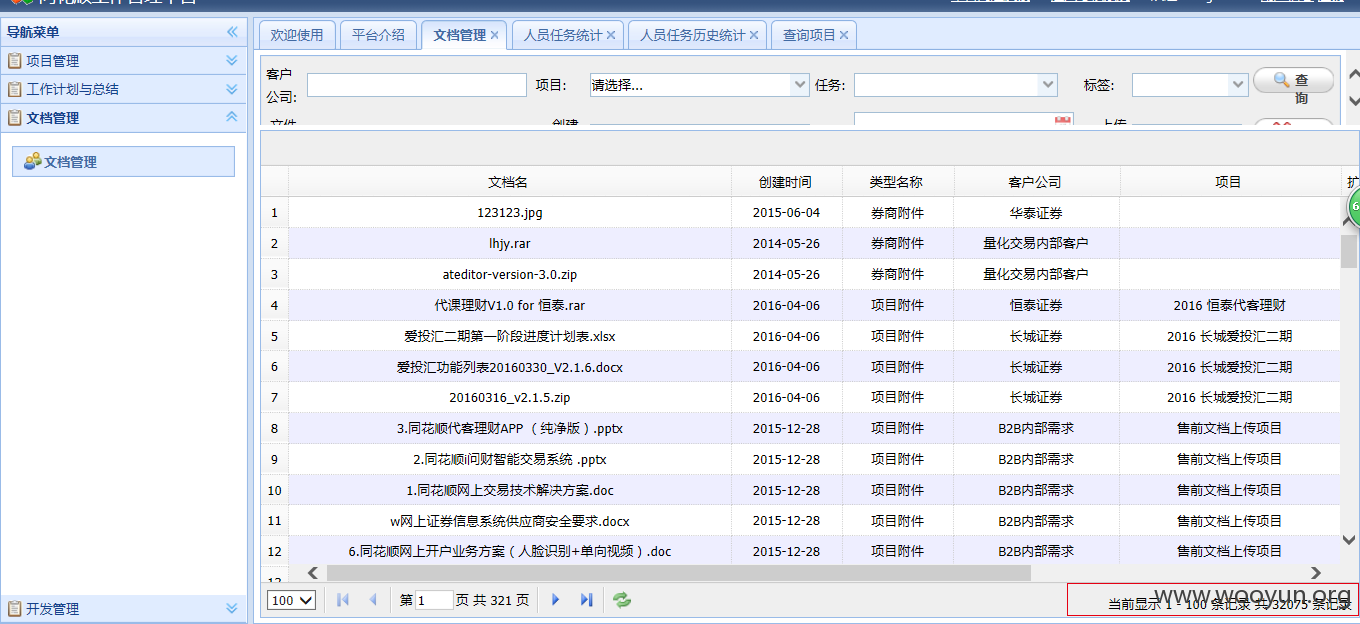 导航菜单
项目管理
工作计划与总结
文档管理
文档管理
开发管理
欢迎使用 平台介绍 文档管理 人员任务统计 人员任务历史统计 查询项目
客户公司: 项目: 请选择... 任务: 标签: 查询
文档名 创建时间 类型名称 客户公司 项目
1 123123.jpg 2015-06-04 券商附件 华泰证券
2 lhjy.rar 2014-05-26 券商附件 量化交易内部客户
3 ateditor-version-3.0.zip 2014-05-26 券商附件 量化交易内部客户
4 代课理财V1.0 for 恒泰.rar 2016-04-06 项目附件 恒泰证券 2016 恒泰代客理财
5 爱投汇二期第一阶段进度计划表.xlsx 2016-04-06 项目附件 长城证券 2016 长城爱投汇二期
6 爱投汇功能列表20160330_V2.1.6.docx 2016-04-06 项目附件 长城证券 2016 长城爱投汇二期
7 20160316_v2.1.5.zip 2016-04-06 项目附件 长城证券 2016 长城爱投汇二期
8 3.同花顺代客理财APP （纯净版）.pptx 2015-12-28 项目附件 B2B内部需求 售前文档上传项目
9 2.同花顺i问财智能交易系统 .pptx 2015-12-28 项目附件 B2B内部需求 售前文档上传项目
10 1.同花顺网上交易技术解决方案.doc 2015-12-28 项目附件 B2B内部需求 售前文档上传项目
11 w网上证券信息系统供应商安全要求.docx 2015-12-28 项目附件 B2B内部需求 售前文档上传项目
12 6.同花顺网上开户业务方案（人脸识别+单向视频）.doc 2015-12-28 项目附件 B2B内部需求 售前文档上传项目
100 第 1 页 共 321 页
当前显示 1 - 100 条记录 共 32075 条记录
www.wooyun.org